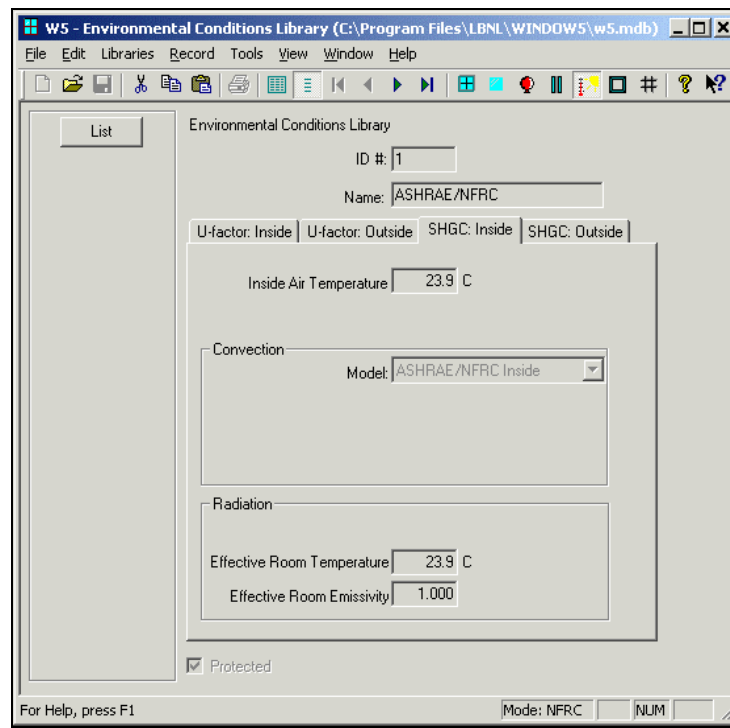 W5 - Environmental Conditions Library (C:\Program Files\LBNL\WINDOW5\w5.mdb)
File Edit Libraries Record Tools View Window Help
List
Environmental Conditions Library
ID #: 1
Name: ASHRAE/NFRC
U-factor: Inside U-factor: Outside SHGC: Inside SHGC: Outside
Inside Air Temperature 23.9 C
Convection
Model: ASHRAE/NFRC Inside
Radiation
Effective Room Temperature 23.9 C
Effective Room Emissivity 1.000
Protected
For Help, press F1 Mode: NFRC NUM